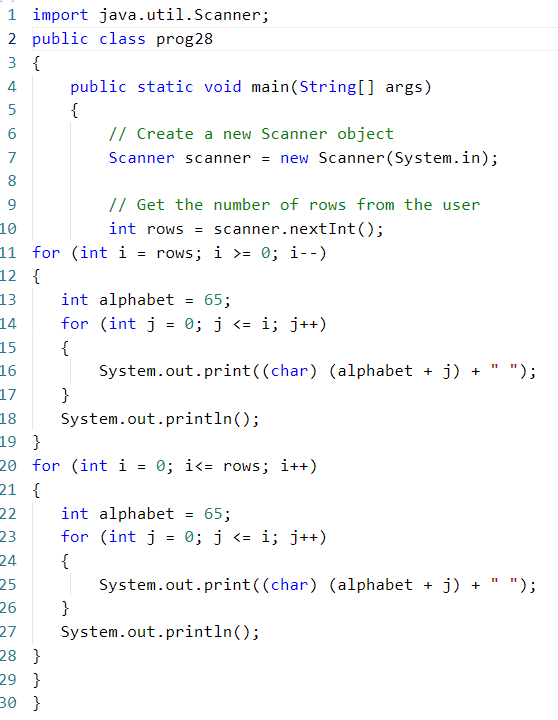 1 import java.util.Scanner;
2 public class prog28
3 {
4     public static void main(String[] args)
5     {
6         // Create a new Scanner object
7         Scanner scanner = new Scanner(System.in);
8
9         // Get the number of rows from the user
10         int rows = scanner.nextInt();
11 for (int i = rows; i >= 0; i--)
12 {
13    int alphabet = 65;
14    for (int j = 0; j <= i; j++)
15    {
16        System.out.print((char) (alphabet + j) + " ");
17    }
18    System.out.println();
19 }
20 for (int i = 0; i<= rows; i++)
21 {
22    int alphabet = 65;
23    for (int j = 0; j <= i; j++)
24    {
25        System.out.print((char) (alphabet + j) + " ");
26    }
27    System.out.println();
28 }
29 }
30 }